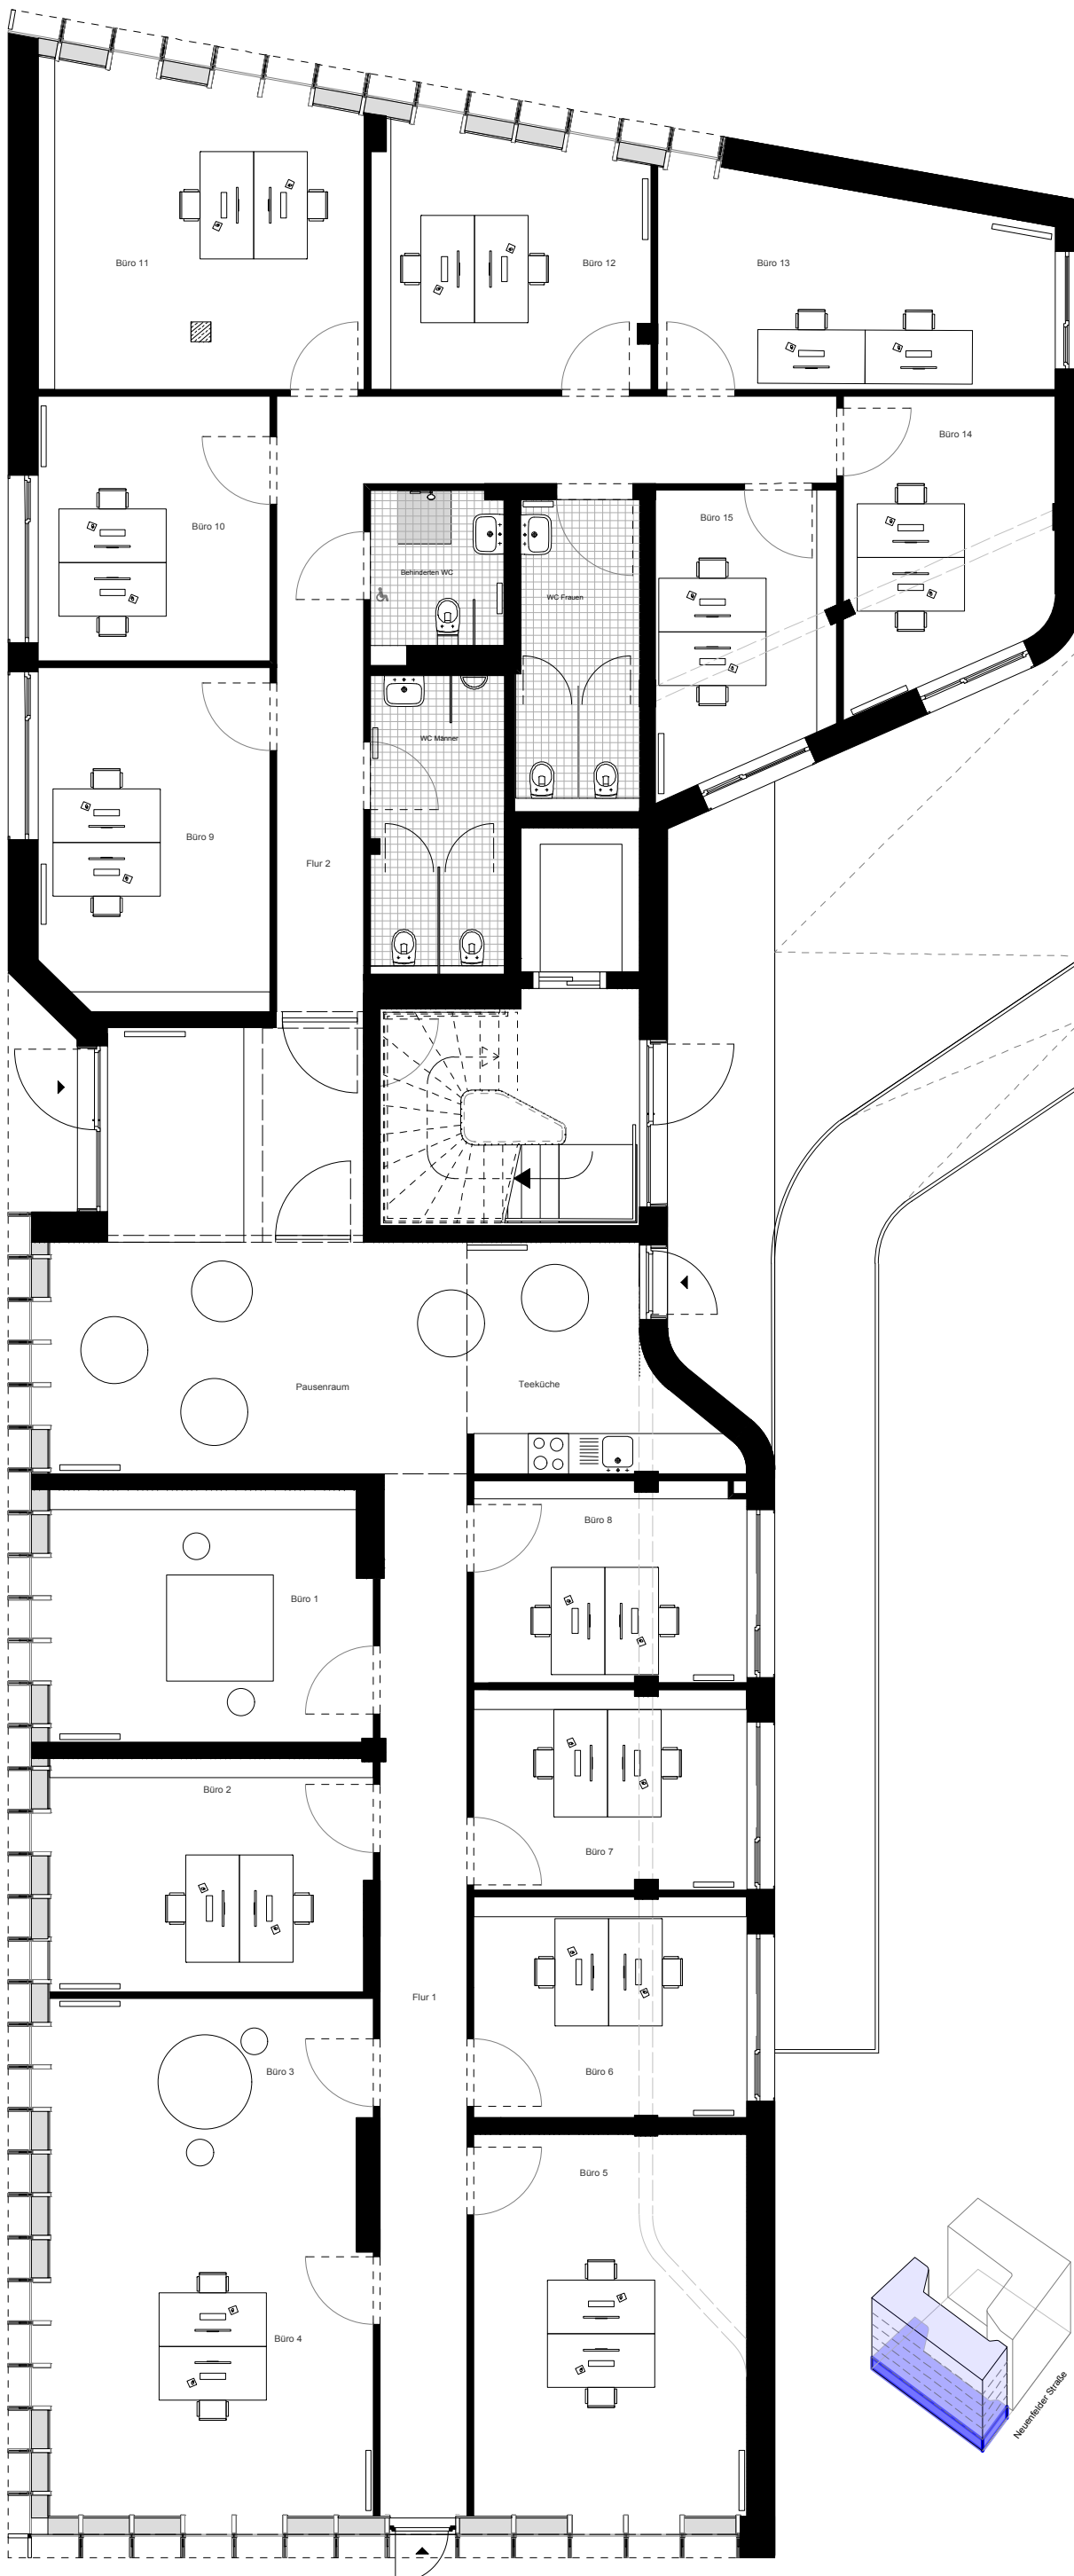 Büro 11
Büro 12
Büro 13
Büro 14
Büro 10
Büro 15
Behinderten WC
WC Frauen
WC Männer
Büro 9
Flur 2
Pausenraum
Teeküche
Büro 8
Büro 1
Büro 2
Büro 7
Flur 1
Büro 3
Büro 6
Büro 5
Büro 4
Neuenfelder Straße